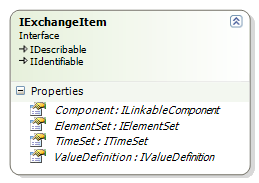 IExchangeItem
Interface
IDescribable
IIdentifiable
Properties
Component : ILinkableComponent
ElementSet : IElementSet
TimeSet : ITimeSet
ValueDefinition : IValueDefinition